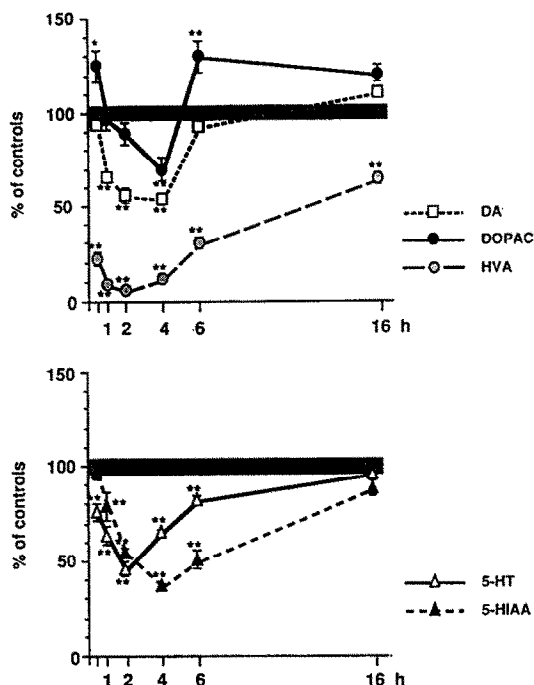 150
*
**
100
% of controls
50
**
0
1 2 4 6 16 h
DA
DOPAC
HVA
150
100
% of controls
50
**
0
1 2 4 6 16 h
5-HT
5-HIAA